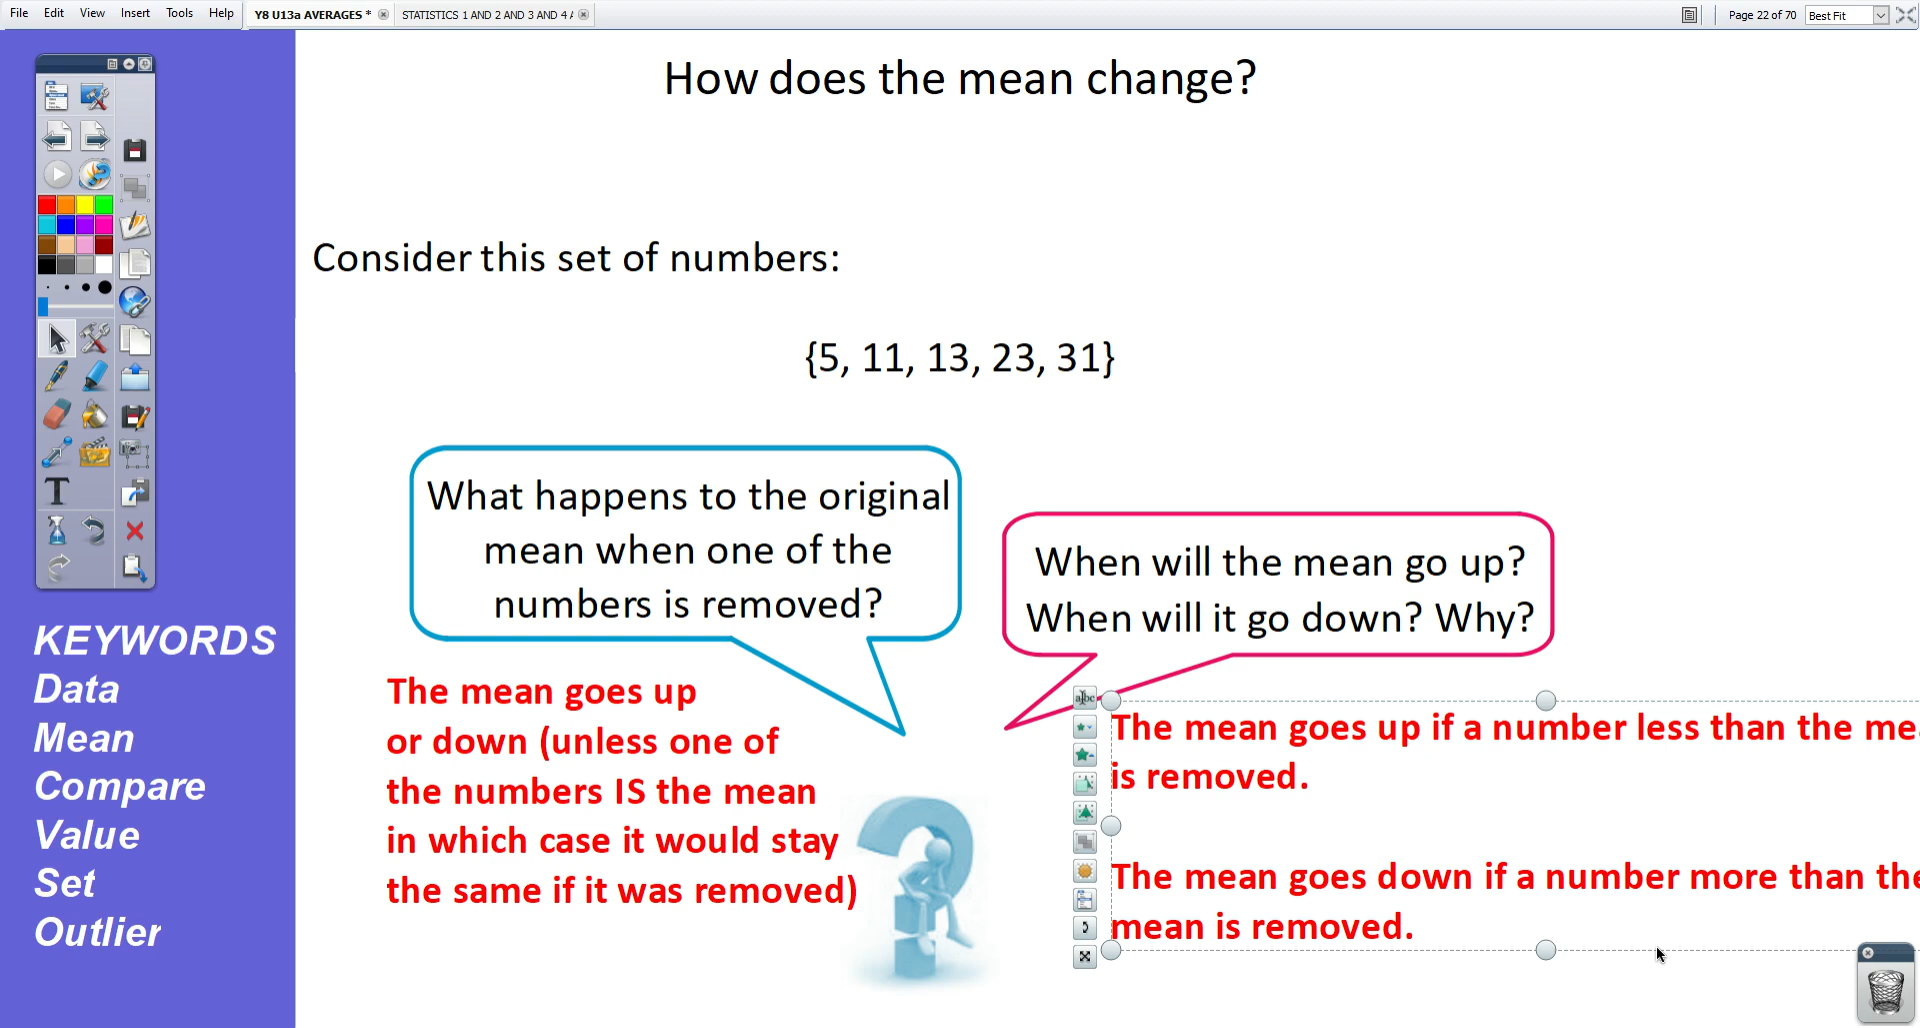 File Edit View Insert Tools Help Y8 U13a AVERAGES * STATISTICS 1 AND 2 AND 3 AND 4 Page 22 of 70 Best Fit
How does the mean change?
Consider this set of numbers:
{5, 11, 13, 23, 31}
What happens to the original
mean when one of the
numbers is removed?
When will the mean go up?
When will it go down? Why?
The mean goes up
or down (unless one of
the numbers IS the mean
in which case it would stay
the same if it was removed)
The mean goes up if a number less than the me
is removed.
The mean goes down if a number more than the
mean is removed.
T
KEYWORDS
Data
Mean
Compare
Value
Set
Outlier